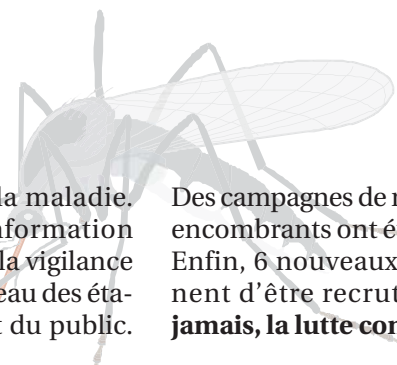 la maladie.
nformation
la vigilance
eau des éta-
t du public.
Des campagnes de r
encombrants ont é
Enfin, 6 nouveaux
nent d'être recrut
jamais, la lutte con